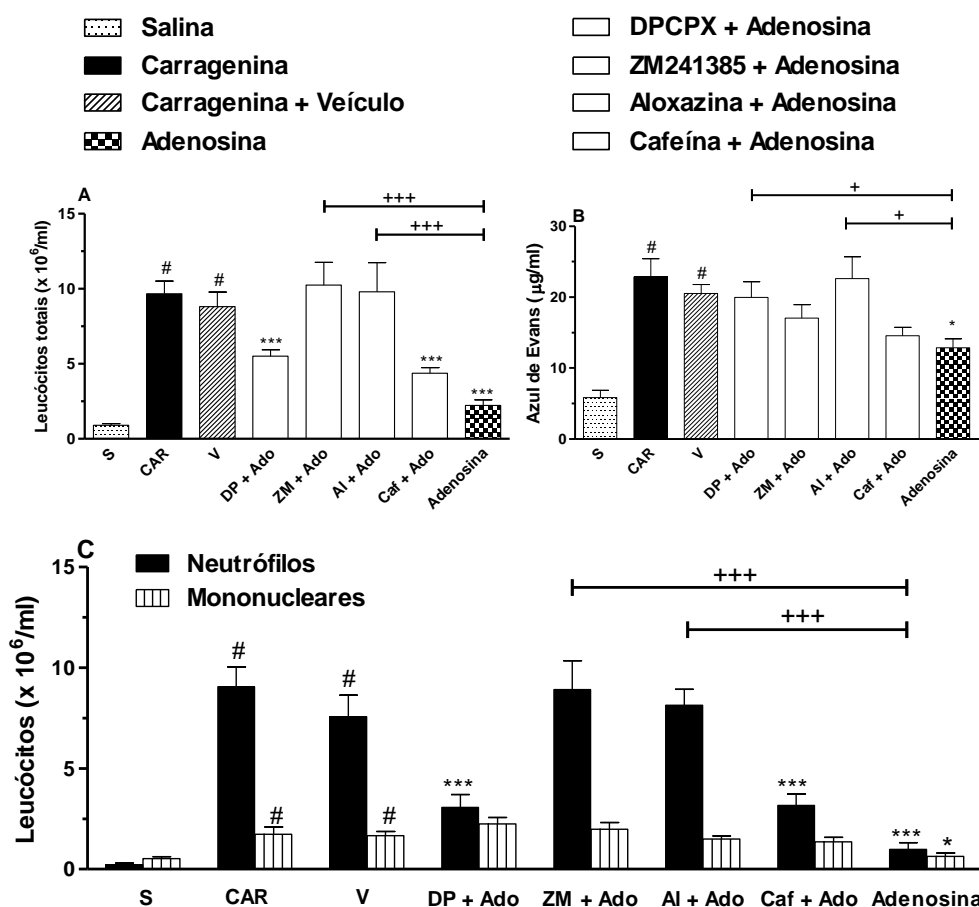 Salina
Carragenina
Carragenina + Veículo
Adenosina
DPCPX + Adenosina
ZM241385 + Adenosina
Aloxazina + Adenosina
Cafeína + Adenosina
A
+++
+++
15
10
5
0
Leucócitos totais (x 10⁶/ml)
# # *** *** ***
S CAR V DP + Ado ZM + Ado Al + Ado Caf + Ado Adenosina
B
+
+
30
20
10
0
Azul de Evans (µg/ml)
# # *
S CAR V DP + Ado ZM + Ado Al + Ado Caf + Ado Adenosina
C
Neutrófilos
Mononucleares
+++
+++
15
10
5
0
Leucócitos (x 10⁶/ml)
# # # # *** *** *** *
S CAR V DP + Ado ZM + Ado Al + Ado Caf + Ado Adenosina